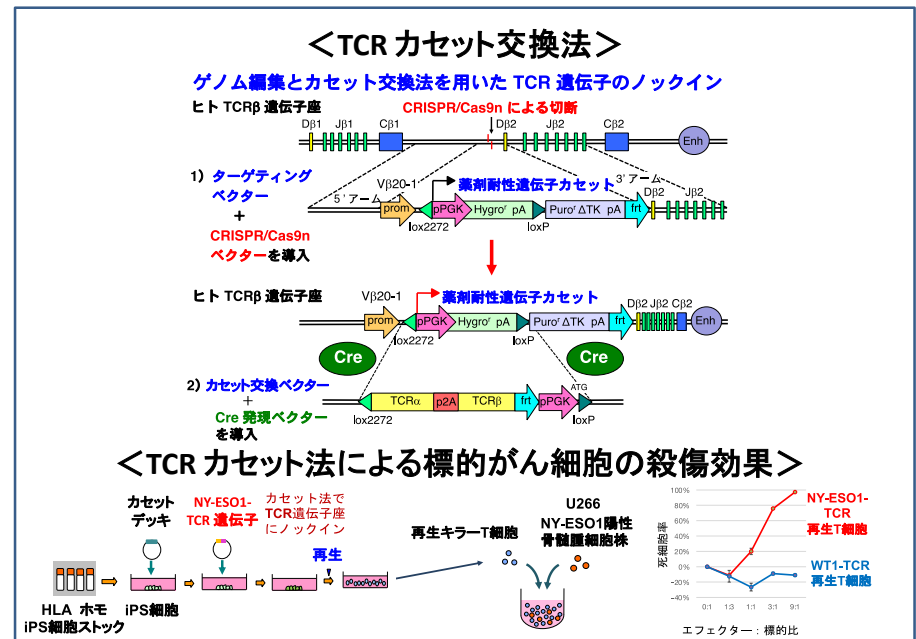 ＜TCR カセット交換法＞
ゲノム編集とカセット交換法を用いた TCR 遺伝子のノックイン
ヒト TCRβ 遺伝子座
CRISPR/Cas9n による切断
Dβ1 Jβ1 Cβ1 Dβ2 Jβ2 Cβ2
Enh
1) ターゲティング
ベクター
+
CRISPR/Cas9n
ベクターを導入
5' アーム
Vβ20-1
薬剤耐性遺伝子カセット
3' アーム
Dβ2
Jβ2
prom pPGK Hygroʳ pA Puroʳ ΔTK pA frt
lox2272 loxP
ヒト TCRβ 遺伝子座
Vβ20-1
薬剤耐性遺伝子カセット
Dβ2 Jβ2 Cβ2
prom pPGK Hygroʳ pA Puroʳ ΔTK pA frt Enh
lox2272 loxP
Cre Cre
2) カセット交換ベクター
+
Cre 発現ベクター
を導入
ATG
TCRα p2A TCRβ frt pPGK
lox2272 loxP
＜TCR カセット法による標的がん細胞の殺傷効果＞
カセット
デッキ
NY-ESO1-
TCR 遺伝子
カセット法で
TCR遺伝子座
にノックイン
再生
HLA ホモ
iPS細胞ストック
iPS細胞
再生キラーT細胞
U266
NY-ESO1陽性
骨髄腫細胞株
死細胞率
100%
80%
60%
40%
20%
0
-20%
-40%
0:1 1:3 1:1 3:1 9:1
エフェクター：標的比
NY-ESO1-
TCR
再生T細胞
WT1-TCR
再生T細胞